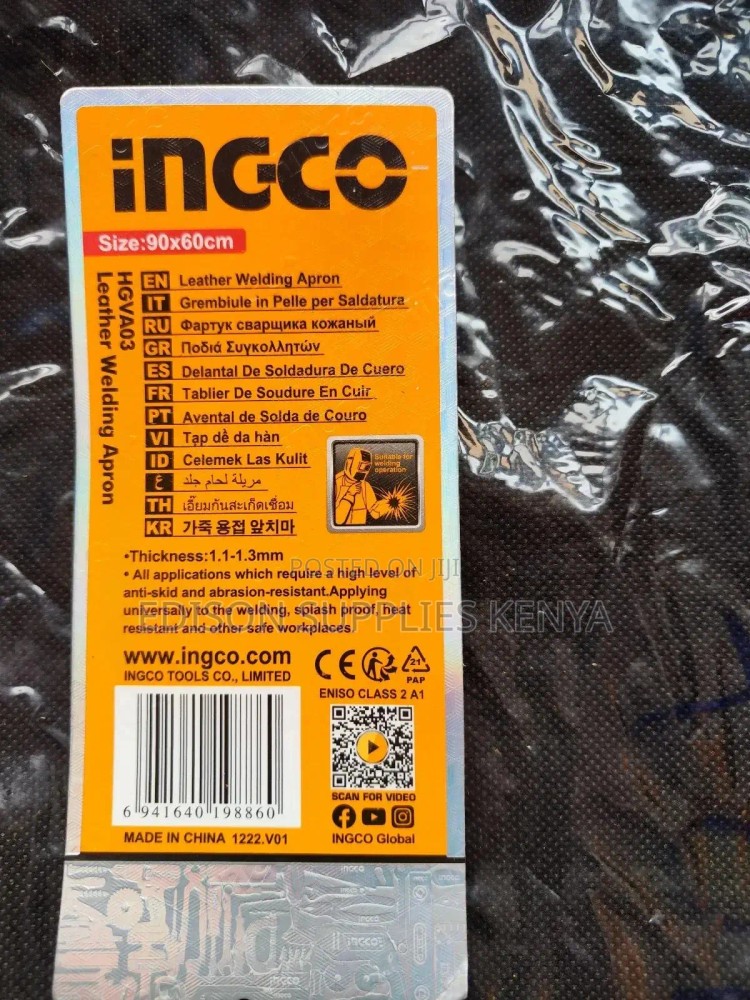 INGCO
Size:90x60cm
HGVA03
Leather Welding Apron
EN Leather Welding Apron
IT Grembiule in Pelle per Saldatura
RU Фартук сварщика кожаный
GR Ποδιά Συγκολλητών
ES Delantal De Soldadura De Cuero
FR Tablier De Soudure En Cuir
PT Avental de Solda de Couro
VI Tạp dề da hàn
ID Celemek Las Kulit
ع مريلة لحام جلد
TH เอี๊ยมกันสะเก็ดเชื่อม
KR 가죽 용접 앞치마
Suitable for
welding
operation
•Thickness:1.1-1.3mm
• All applications which require a high level of
anti-skid and abrasion-resistant.Applying
universally to the welding, splash proof, heat
resistant and other safe workplaces.
POSTED ON JIJI
EDISON SUPPLIES KENYA
www.ingco.com
INGCO TOOLS CO., LIMITED
CE
21
PAP
ENISO CLASS 2 A1
6 941640 198860
SCAN FOR VIDEO
INGCO Global
MADE IN CHINA 1222.V01
INGCO
INGCO
INGCO